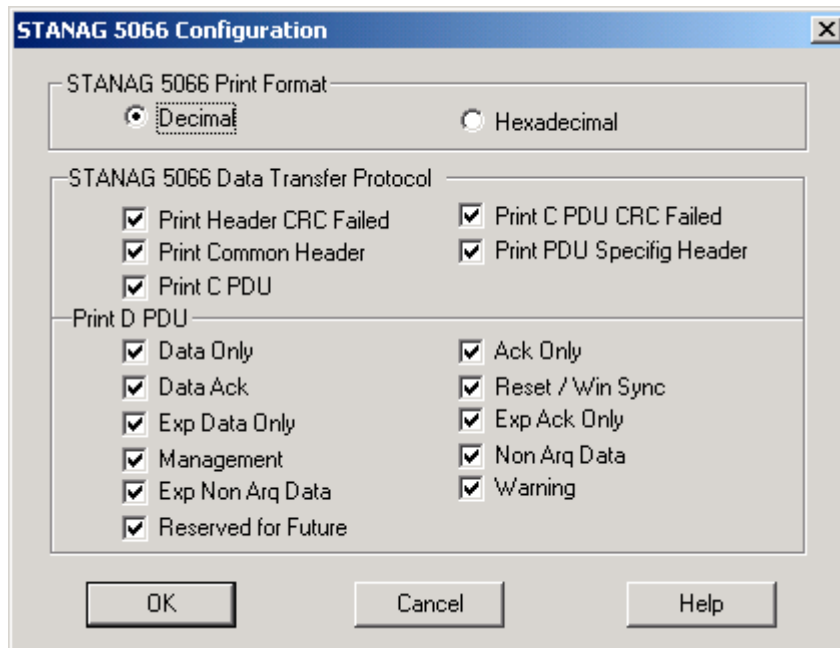 STANAG 5066 Configuration
STANAG 5066 Print Format
Decimal
Hexadecimal
STANAG 5066 Data Transfer Protocol
Print Header CRC Failed
Print C PDU CRC Failed
Print Common Header
Print PDU Specifig Header
Print C PDU
Print D PDU
Data Only
Ack Only
Data Ack
Reset / Win Sync
Exp Data Only
Exp Ack Only
Management
Non Arq Data
Exp Non Arq Data
Warning
Reserved for Future
OK
Cancel
Help